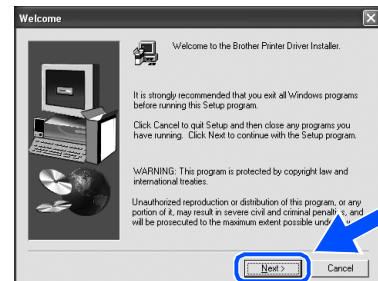 Welcome
Welcome to the Brother Printer Driver Installer.
It is strongly recommended that you exit all Windows programs
before running this Setup program.
Click Cancel to quit Setup and then close any programs you
have running. Click Next to continue with the Setup program.
WARNING: This program is protected by copyright law and
international treaties.
Unauthorized reproduction or distribution of this program, or any
portion of it, may result in severe civil and criminal penalties, and
will be prosecuted to the maximum extent possible under
Next >
Cancel